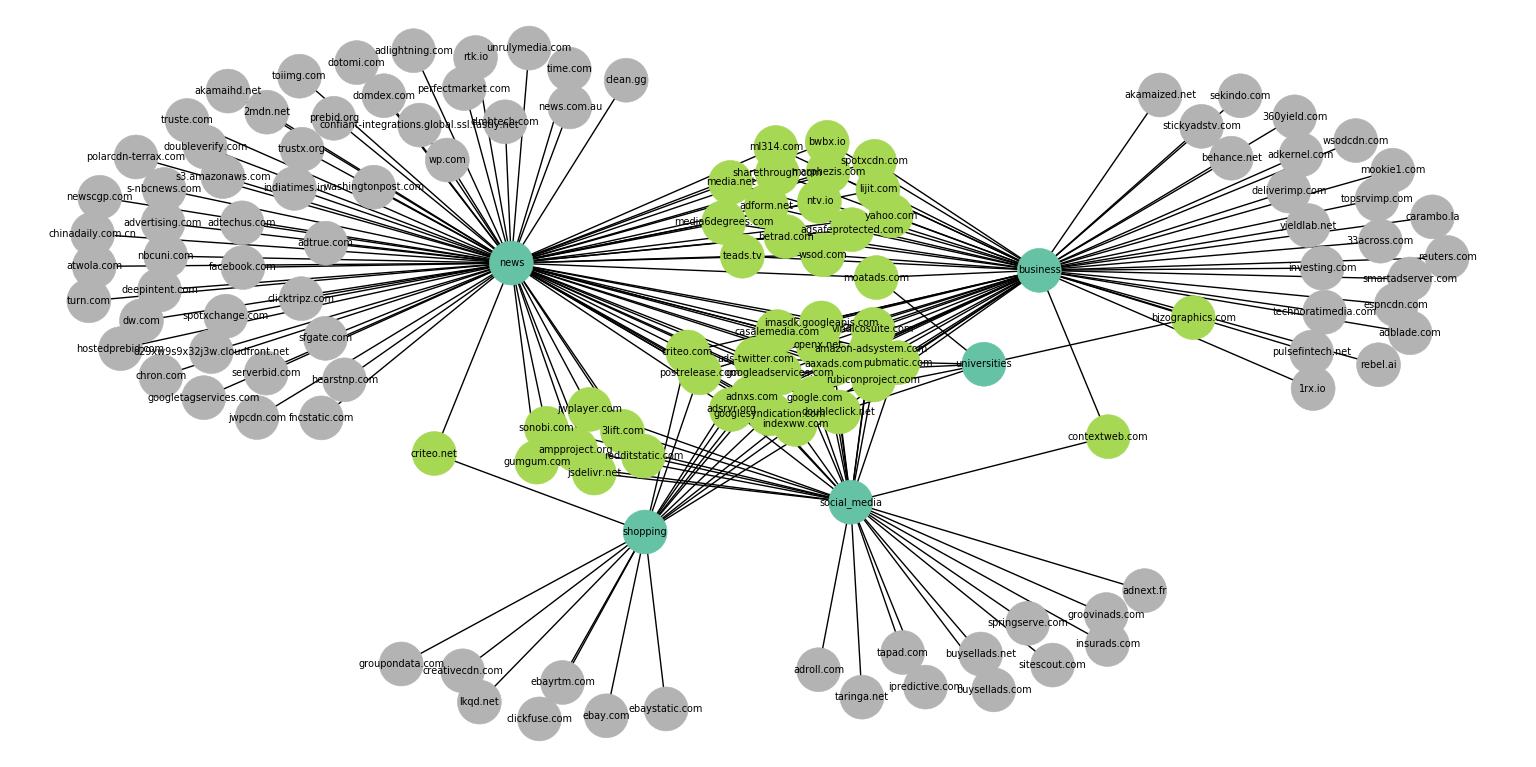 adlightning.com
unrulymedia.com
rtk.io
dotomi.com
time.com
toiimg.com
clean.gg
perfectmarket.com
akamaihd.net
domdex.com
news.com.au
2mdn.net
prebid.org
truste.com
confiant-integrations.global.ssl.fastly.net
doubleverify.com
trustx.org
polarcdn-terrax.com
wp.com
s3.amazonaws.com
s-nbcnews.com
indiatimes.in
washingtonpost.com
newscgp.com
advertising.com
adtechus.com
chinadaily.com.cn
adtrue.com
nbcuni.com
atwola.com
facebook.com
news
deepintent.com
turn.com
clicktripz.com
spotxchange.com
dw.com
sfgate.com
hostedprebid.com
d29xw9s9x32j3w.cloudfront.net
serverbid.com
chron.com
hearstnp.com
googletagservices.com
jwpcdn.com
fncstatic.com
bwbx.io
ml314.com
spotxcdn.com
sharethrough.com
media.net
lijit.com
ntv.io
adform.net
yahoo.com
media6degrees.com
adsafeprotected.com
betrad.com
teads.tv
wsod.com
moatads.com
business
akamaized.net
sekindo.com
360yield.com
stickyadstv.com
wsodcdn.com
behance.net
adkernel.com
mookie1.com
deliverimp.com
topsrvimp.com
carambo.la
yieldlab.net
33across.com
reuters.com
investing.com
smartadserver.com
espncdn.com
technoratimedia.com
bizographics.com
adblade.com
pulsefintech.net
rebel.ai
1rx.io
imasdk.googleapis.com
casalemedia.com
vindicosuite.com
openx.net
amazon-adsystem.com
criteo.com
ads-twitter.com
aaxads.com
pubmatic.com
universities
postrelease.com
googleadservices.com
rubiconproject.com
adnxs.com
google.com
adsrvr.org
googlesyndication.com
doubleclick.net
indexww.com
jwplayer.com
sonobi.com
3lift.com
contextweb.com
ampproject.org
criteo.net
redditstatic.com
gumgum.com
jsdelivr.net
social_media
shopping
adnext.fr
groovinads.com
springserve.com
insurads.com
tapad.com
buysellads.net
groupondata.com
sitescout.com
creativecdn.com
adroll.com
ebayrtm.com
ipredictive.com
buysellads.com
taringa.net
lkqd.net
ebaystatic.com
ebay.com
clickfuse.com